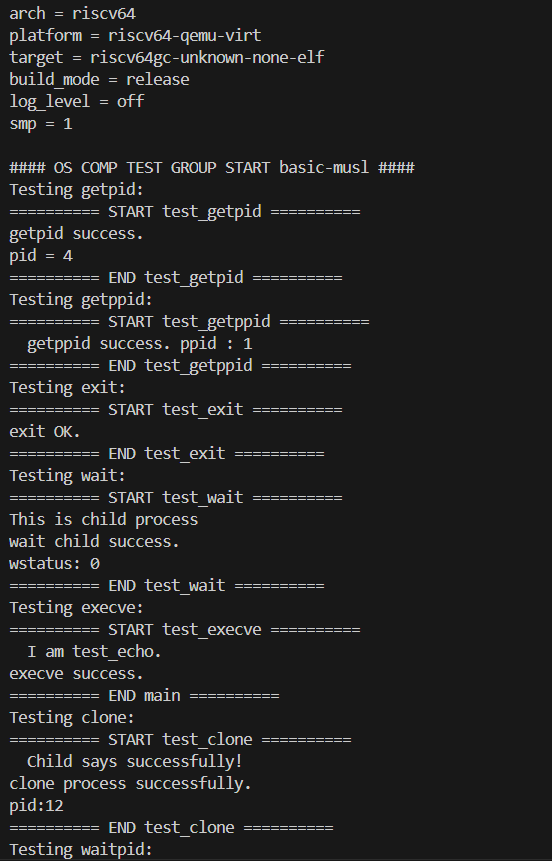 arch = riscv64
platform = riscv64-qemu-virt
target = riscv64gc-unknown-none-elf
build_mode = release
log_level = off
smp = 1

#### OS COMP TEST GROUP START basic-musl ####
Testing getpid:
========== START test_getpid ==========
getpid success.
pid = 4
========== END test_getpid ==========
Testing getppid:
========== START test_getppid ==========
  getppid success. ppid : 1
========== END test_getppid ==========
Testing exit:
========== START test_exit ==========
exit OK.
========== END test_exit ==========
Testing wait:
========== START test_wait ==========
This is child process
wait child success.
wstatus: 0
========== END test_wait ==========
Testing execve:
========== START test_execve ==========
  I am test_echo.
execve success.
========== END main ==========
Testing clone:
========== START test_clone ==========
  Child says successfully!
clone process successfully.
pid:12
========== END test_clone ==========
Testing waitpid: